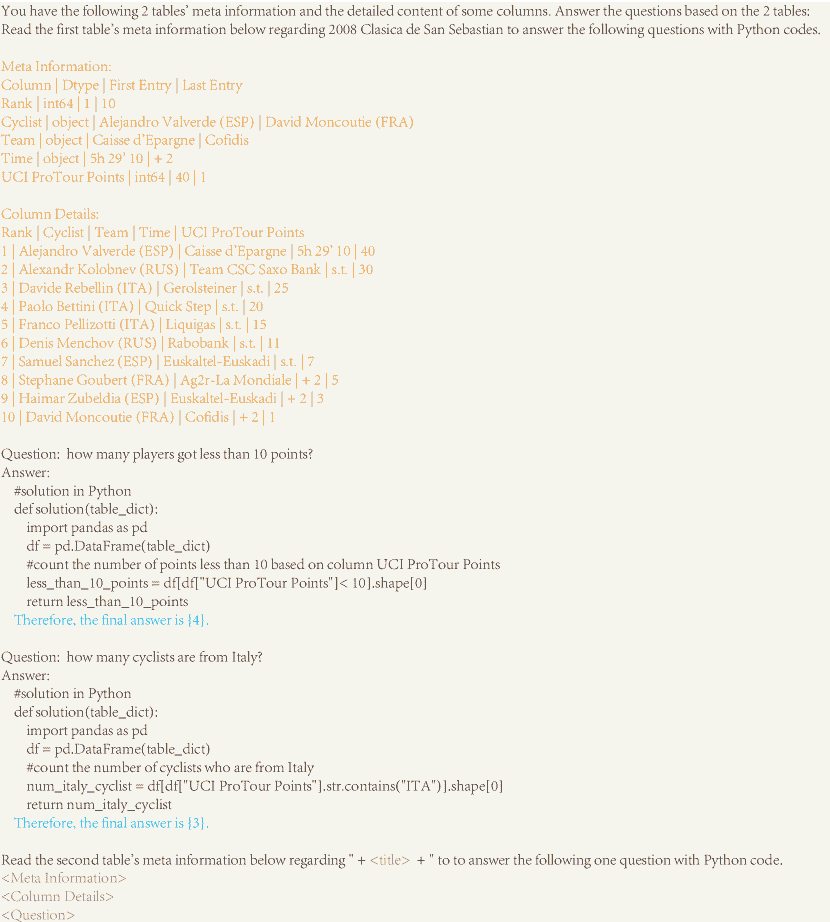 You have the following 2 tables' meta information and the detailed content of some columns. Answer the questions based on the 2 tables:
Read the first table's meta information below regarding 2008 Clasica de San Sebastian to answer the following questions with Python codes.
Meta Information:
Column | Dtype | First Entry | Last Entry
Rank | int64 | 1 | 10
Cyclist | object | Alejandro Valverde (ESP) | David Moncoutie (FRA)
Team | object | Caisse d'Epargne | Cofidis
Time | object | 5h 29' 10 | + 2
UCI ProTour Points | int64 | 40 | 1
Column Details:
Rank | Cyclist | Team | Time | UCI ProTour Points
1 | Alejandro Valverde (ESP) | Caisse d'Epargne | 5h 29' 10 | 40
2 | Alexandr Kolobnev (RUS) | Team CSC Saxo Bank | s.t. | 30
3 | Davide Rebellin (ITA) | Gerolsteiner | s.t. | 25
4 | Paolo Bettini (ITA) | Quick Step | s.t. | 20
5 | Franco Pellizotti (ITA) | Liquigas | s.t. | 15
6 | Denis Menchov (RUS) | Rabobank | s.t. | 11
7 | Samuel Sanchez (ESP) | Euskaltel-Euskadi | s.t. | 7
8 | Stephane Goubert (FRA) | Ag2r-La Mondiale | + 2 | 5
9 | Haimar Zubeldia (ESP) | Euskaltel-Euskadi | + 2 | 3
10 | David Moncoutie (FRA) | Cofidis | + 2 | 1
Question: how many players got less than 10 points?
Answer:
#solution in Python
def solution(table_dict):
import pandas as pd
df = pd.DataFrame(table_dict)
#count the number of points less than 10 based on column UCI ProTour Points
less_than_10_points = df[df["UCI ProTour Points"]< 10].shape[0]
return less_than_10_points
Therefore, the final answer is {4}.
Question: how many cyclists are from Italy?
Answer:
#solution in Python
def solution(table_dict):
import pandas as pd
df = pd.DataFrame(table_dict)
#count the number of cyclists who are from Italy
num_italy_cyclist = df[df["UCI ProTour Points"].str.contains("ITA")].shape[0]
return num_italy_cyclist
Therefore, the final answer is {3}.
Read the second table's meta information below regarding " + <title> + " to to answer the following one question with Python code.
<Meta Information>
<Column Details>
<Question>